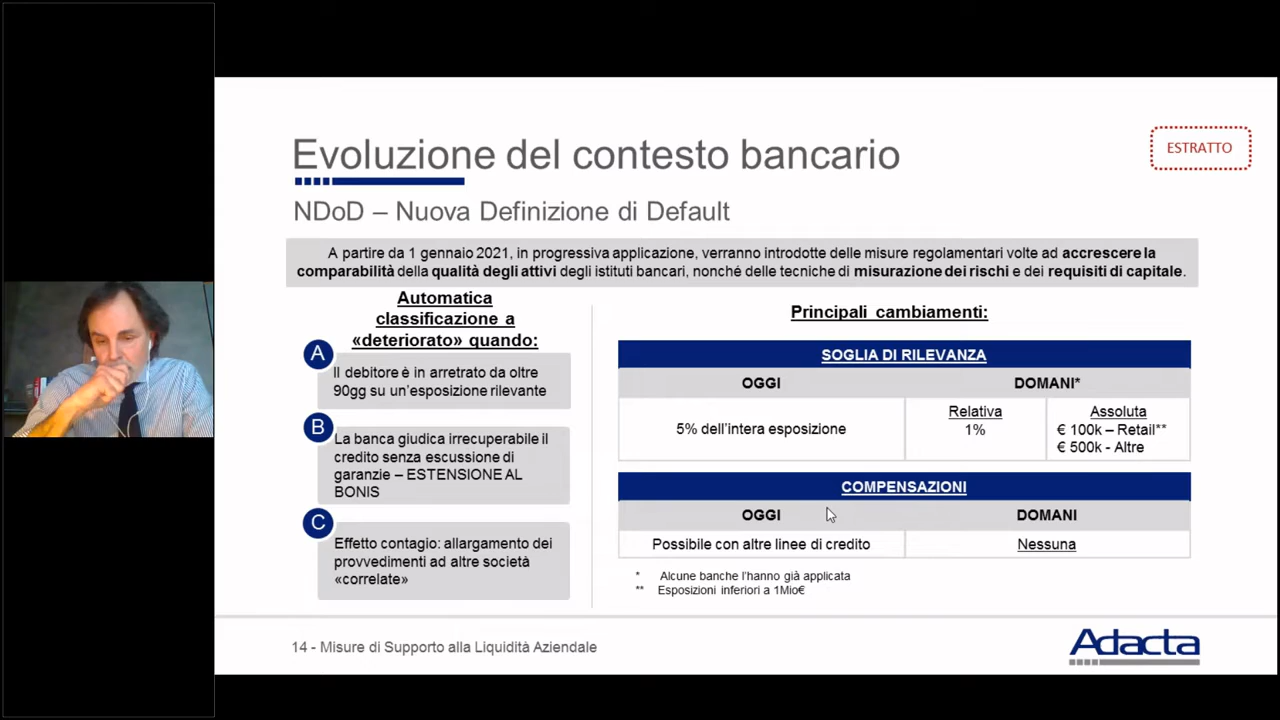 Evoluzione del contesto bancario
ESTRATTO
NDoD – Nuova Definizione di Default
A partire da 1 gennaio 2021, in progressiva applicazione, verranno introdotte delle misure regolamentari volte ad accrescere la
comparabilità della qualità degli attivi degli istituti bancari, nonché delle tecniche di misurazione dei rischi e dei requisiti di capitale.
Automatica
classificazione a
«deteriorato» quando:
A
Il debitore è in arretrato da oltre
90gg su un'esposizione rilevante
B
La banca giudica irrecuperabile il
credito senza escussione di
garanzie – ESTENSIONE AL
BONIS
C
Effetto contagio: allargamento dei
provvedimenti ad altre società
«correlate»
Principali cambiamenti:
SOGLIA DI RILEVANZA
OGGI DOMANI*
5% dell'intera esposizione
Relativa
1%
Assoluta
€ 100k – Retail**
€ 500k - Altre
COMPENSAZIONI
OGGI DOMANI
Possibile con altre linee di credito Nessuna
* Alcune banche l'hanno già applicata
** Esposizioni inferiori a 1Mio€
14 - Misure di Supporto alla Liquidità Aziendale
Adacta